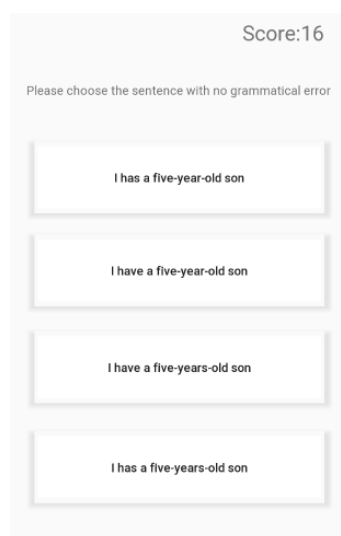 Score:16
Please choose the sentence with no grammatical error
I has a five-year-old son
I have a five-year-old son
I have a five-years-old son
I has a five-years-old son